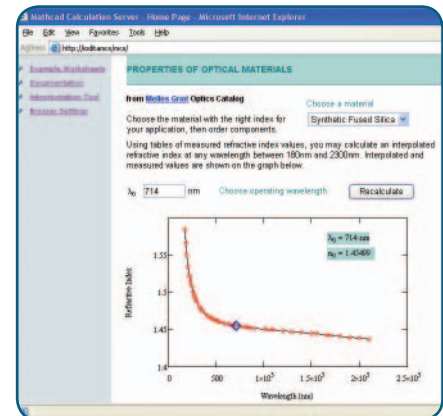 Mathcad Calculation Server - Home Page - Microsoft Internet Explorer
File Edit View Favorites Tools Help
Address
Example Worksheets
Documentation
Administration Tool
Browser Settings
PROPERTIES OF OPTICAL MATERIALS
from Melles Griot Optics Catalog
Choose a material
Choose the material with the right index for
your application, then order components.
Synthetic Fused Silica
Using tables of measured refractive index values, you may calculate an interpolated
refractive index at any wavelength between 180nm and 2300nm. Interpolated and
measured values are shown on the graph below.
λ₀ 714 nm Choose operating wavelength Recalculate
λ₀ = 714 nm
n₀ = 1.45499
Refractive Index
1.55
1.5
1.45
1.4
0 500 1×10³ 1.5×10³ 2×10³ 2.5×10³
Wavelength (nm)